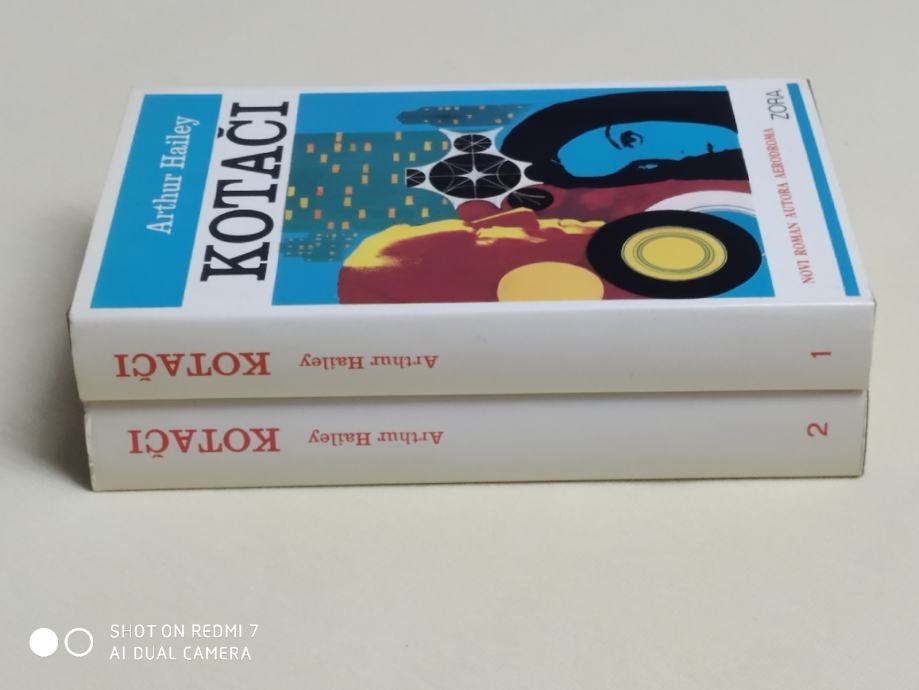 Arthur Hailey
KOTAČI
NOVI ROMAN AUTORA AERODROMA
ZORA
KOTAČI Arthur Hailey 1
KOTAČI Arthur Hailey 2
SHOT ON REDMI 7
AI DUAL CAMERA